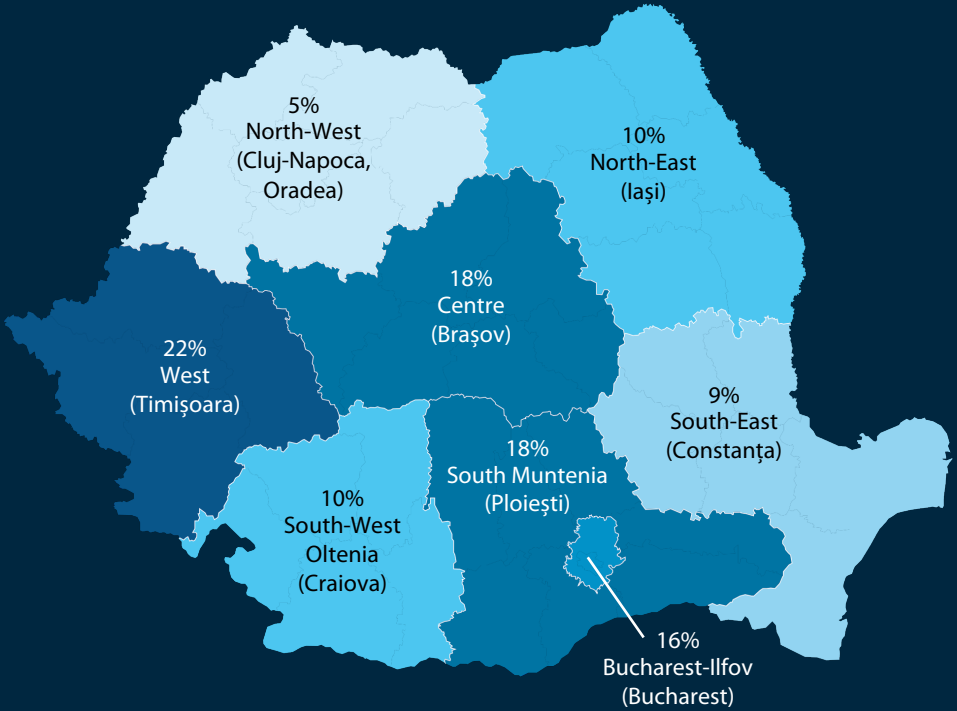 5%
North-West
(Cluj-Napoca,
Oradea)
10%
North-East
(Iași)
18%
Centre
(Brașov)
22%
West
(Timișoara)
9%
South-East
(Constanța)
18%
South Muntenia
(Ploiești)
10%
South-West
Oltenia
(Craiova)
16%
Bucharest-Ilfov
(Bucharest)